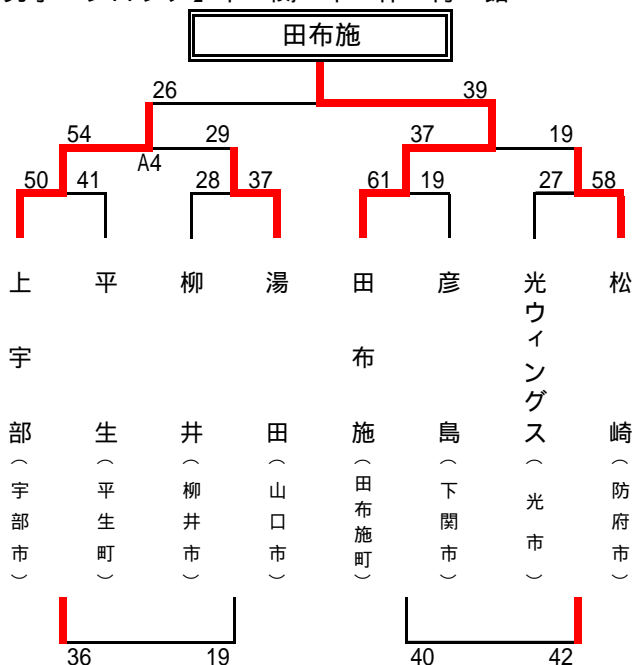 田布施
26 39
54 29 37 19
A4
50 41 28 37 61 19 27 58
上宇部（宇部市）
平生（平生町）
柳井（柳井市）
湯田（山口市）
田布施（田布施町）
彦島（下関市）
光ウィングス（光市）
松崎（防府市）
36 19 40 42